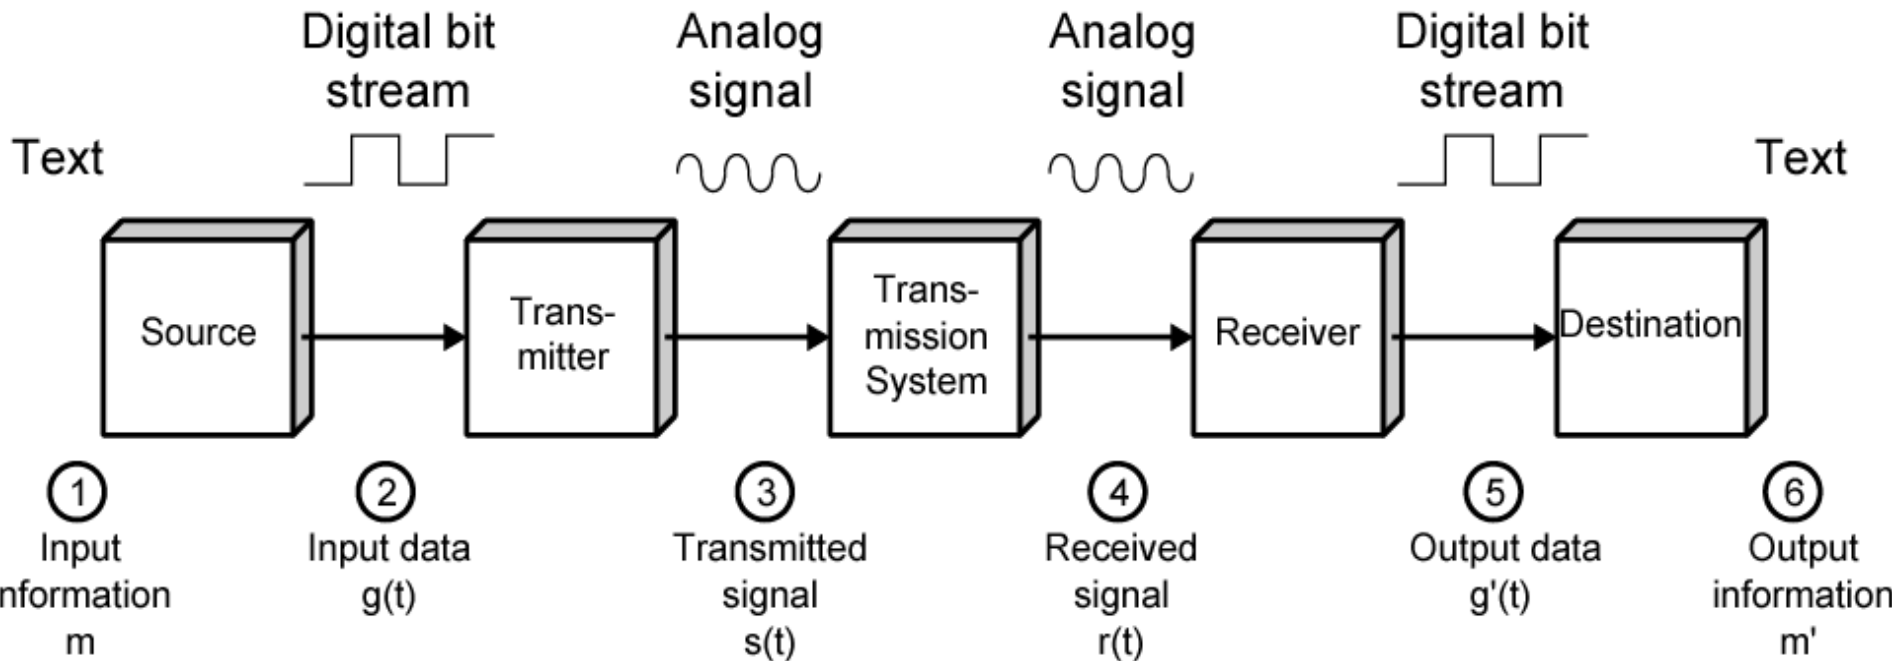 Digital bit
stream
Analog
signal
Analog
signal
Digital bit
stream
Text
Text
Source
Trans-
mitter
Trans-
mission
System
Receiver
Destination
1
Input
nformation
m
2
Input data
g(t)
3
Transmitted
signal
s(t)
4
Received
signal
r(t)
5
Output data
g'(t)
6
Output
information
m'